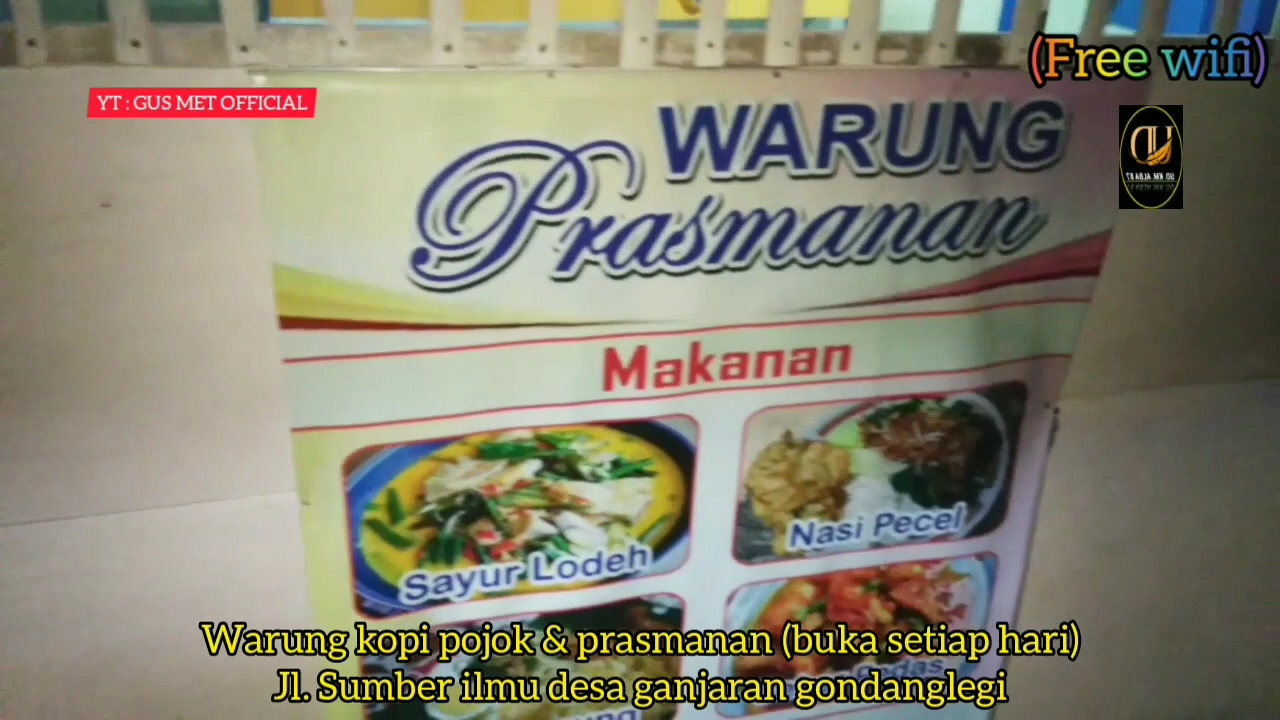 (Free wifi)
YT : GUS MET OFFICIAL
WARUNG
Prasmanan
Makanan
Sayur Lodeh
Nasi Pecel
Warung kopi pojok & prasmanan (buka setiap hari)
Jl. Sumber ilmu desa ganjaran gondanglegi